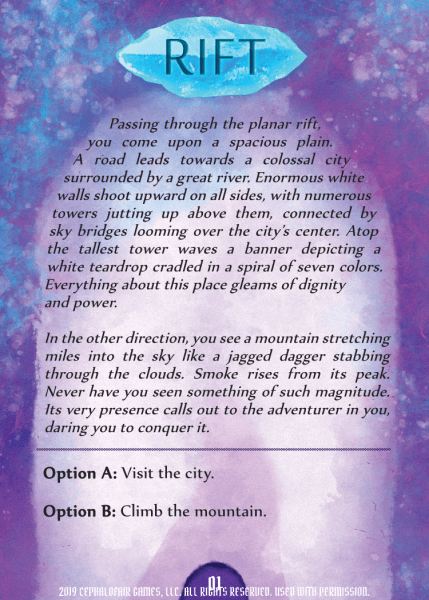 RIFT
Passing through the planar rift,
you come upon a spacious plain.
A road leads towards a colossal city
surrounded by a great river. Enormous white
walls shoot upward on all sides, with numerous
towers jutting up above them, connected by
sky bridges looming over the city's center. Atop
the tallest tower waves a banner depicting a
white teardrop cradled in a spiral of seven colors.
Everything about this place gleams of dignity
and power.
In the other direction, you see a mountain stretching
miles into the sky like a jagged dagger stabbing
through the clouds. Smoke rises from its peak.
Never have you seen something of such magnitude.
Its very presence calls out to the adventurer in you,
daring you to conquer it.
Option A: Visit the city.
Option B: Climb the mountain.
01
2019 CEPHALOFAIR GAMES, LLC. ALL RIGHTS RESERVED. USED WITH PERMISSION.